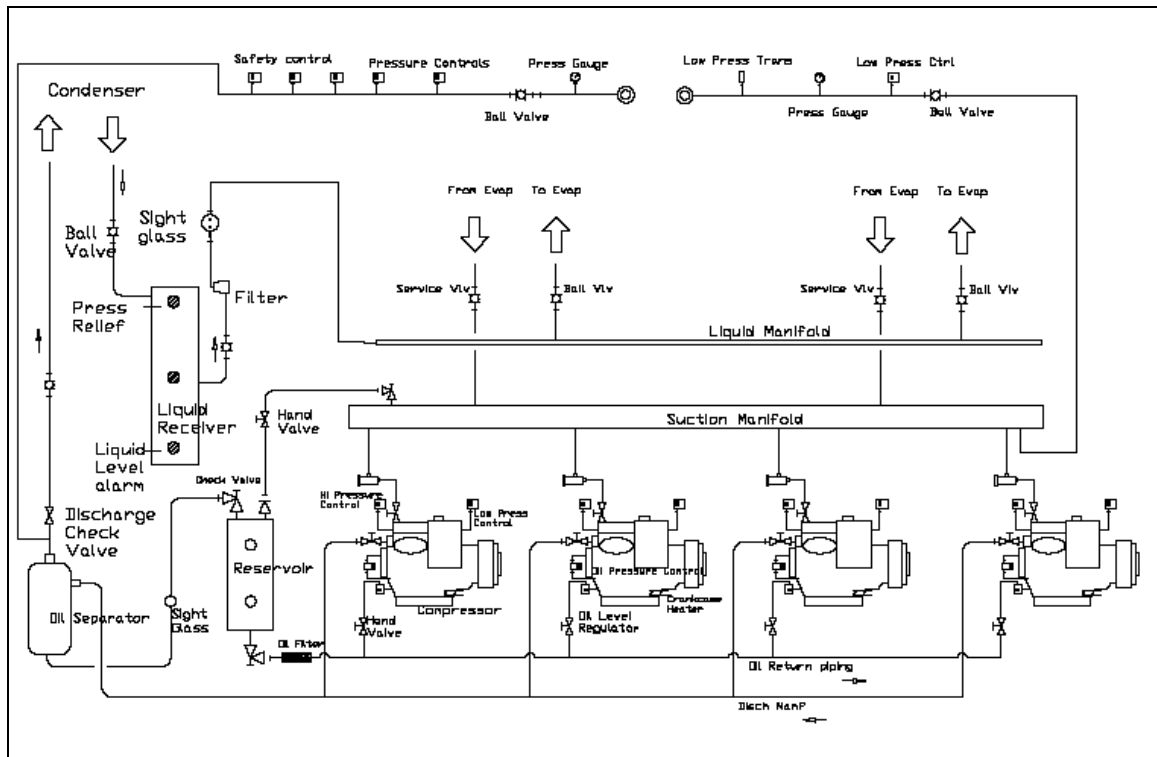 Safety control
Pressure Controls
Press Gauge
Low Press Trans
Low Press Ctrl
Condenser
Ball Valve
Press Gauge
Ball Valve
From Evap
To Evap
From Evap
To Evap
Sight
glass
Ball
Valve
Service Vlv
Ball Vlv
Service Vlv
Ball Vlv
Press
Relief
Filter
Liquid Manifold
Liquid
Receiver
Hand
Valve
Suction Manifold
Liquid
Level
alarm
Check Valve
Hi Pressure
Control
Low Press
Control
Discharge
Check
Valve
Reservoir
Oil Pressure Control
Crankcase
Heater
Compressor
Oil Separator
Sight
Glass
Hand
Valve
Oil Level
Regulator
Oil Filter
Oil Return piping
Disch ManF